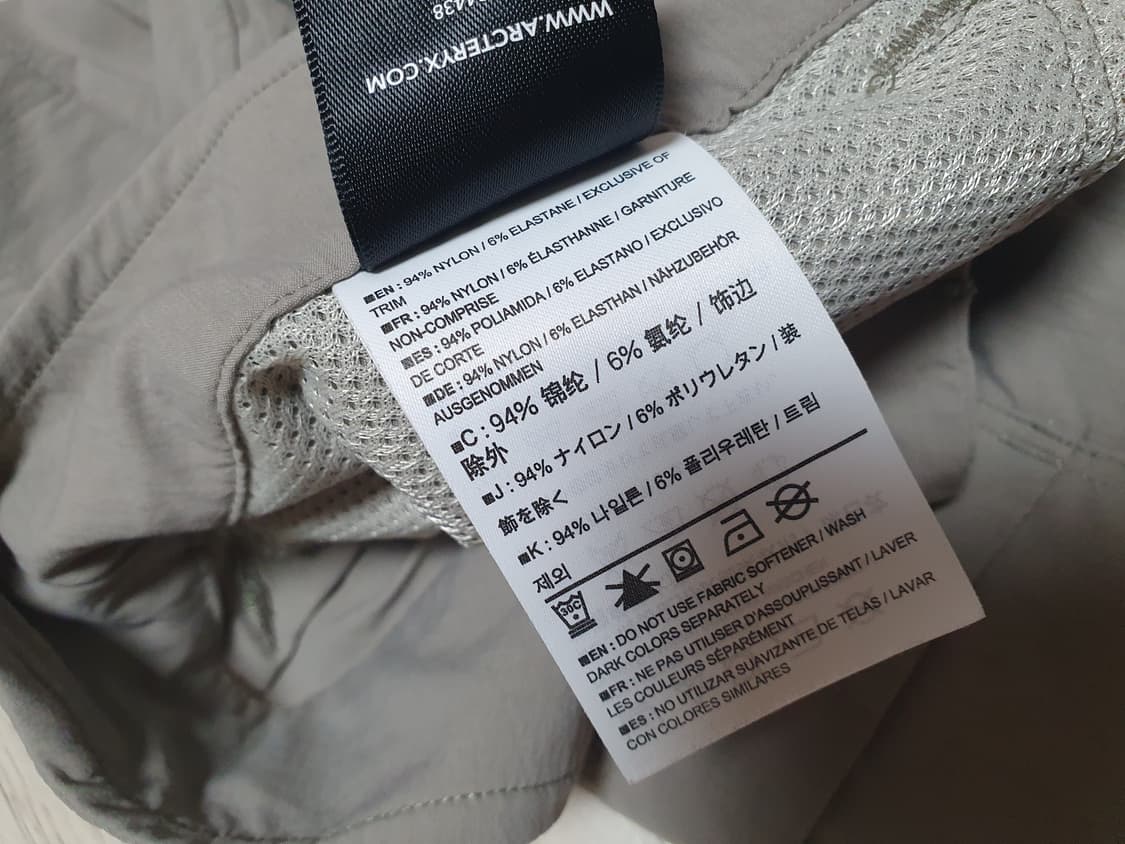 WWW.ARCTERYX.COM
■EN : 94% NYLON / 6% ELASTANE / EXCLUSIVE OF
TRIM
■FR : 94% NYLON / 6% ÉLASTHANNE / GARNITURE
NON-COMPRISE
■ES : 94% POLIAMIDA / 6% ELASTANO / EXCLUSIVO
DE CORTE
■DE : 94% NYLON / 6% ELASTHAN / NÄHZUBEHÖR
AUSGENOMMEN
■C : 94% 锦纶 / 6% 氨纶 / 饰边
除外
■J : 94% ナイロン / 6% ポリウレタン / 装
飾を除く
■K : 94% 나일론 / 6% 폴리우레탄 / 트림
제외
30C
■EN : DO NOT USE FABRIC SOFTENER / WASH
DARK COLORS SEPARATELY
■FR : NE PAS UTILISER D'ASSOUPLISSANT / LAVER
LES COULEURS SÉPARÉMENT
■ES : NO UTILIZAR SUAVIZANTE DE TELAS / LAVAR
CON COLORES SIMILARES